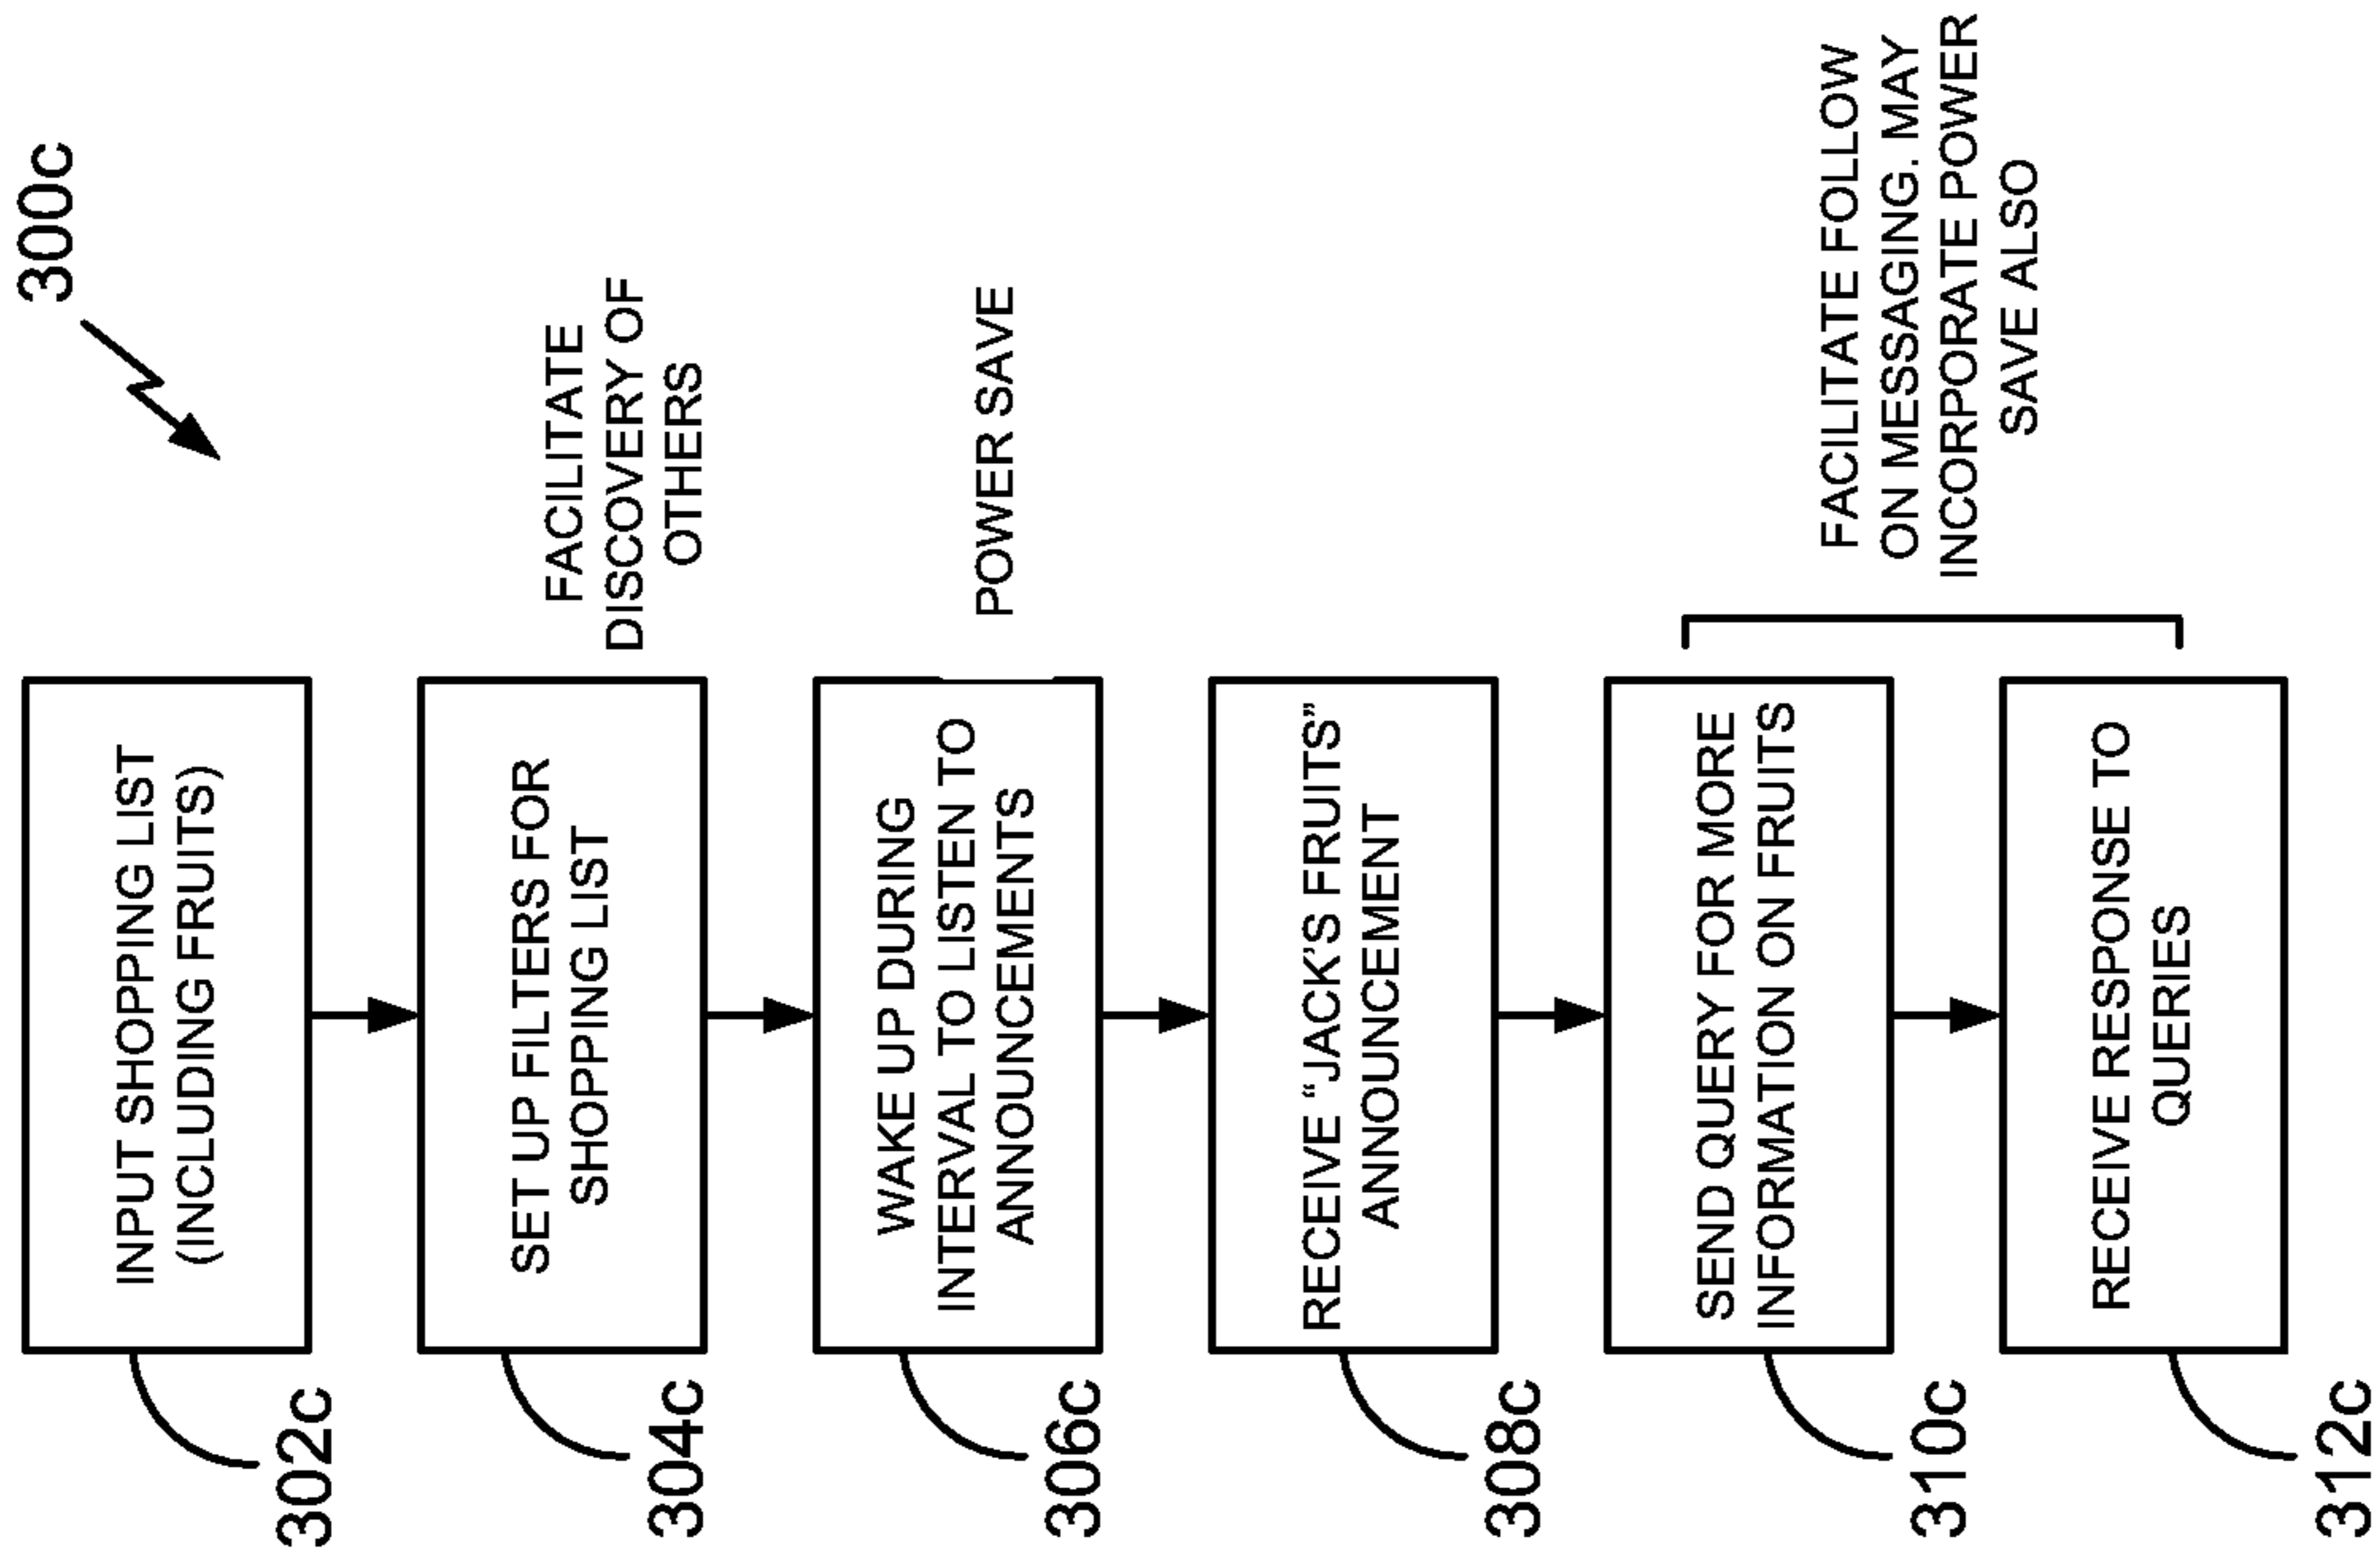 300c
INPUT SHOPPING LIST
(INCLUDING FRUITS)
302c
SET UP FILTERS FOR
SHOPPING LIST
304c
FACILITATE
DISCOVERY OF
OTHERS
WAKE UP DURING
INTERVAL TO LISTEN TO
ANNOUNCEMENTS
306c
POWER SAVE
RECEIVE “JACK'S FRUITS”
ANNOUNCEMENT
308c
SEND QUERY FOR MORE
INFORMATION ON FRUITS
310c
RECEIVE RESPONSE TO
QUERIES
312c
FACILITATE FOLLOW
ON MESSAGING. MAY
INCORPORATE POWER
SAVE ALSO